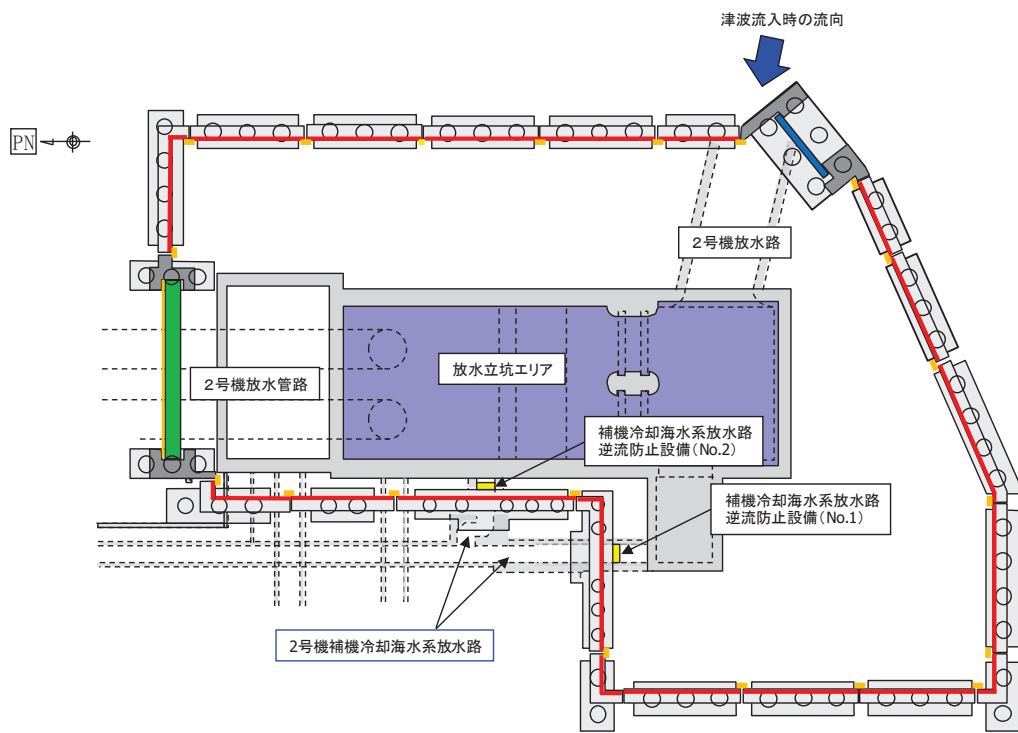 津波流入時の流向
PN
2号機放水路
放水立坑エリア
2号機放水管路
補機冷却海水系放水路
逆流防止設備(No.2)
補機冷却海水系放水路
逆流防止設備(No.1)
2号機補機冷却海水系放水路